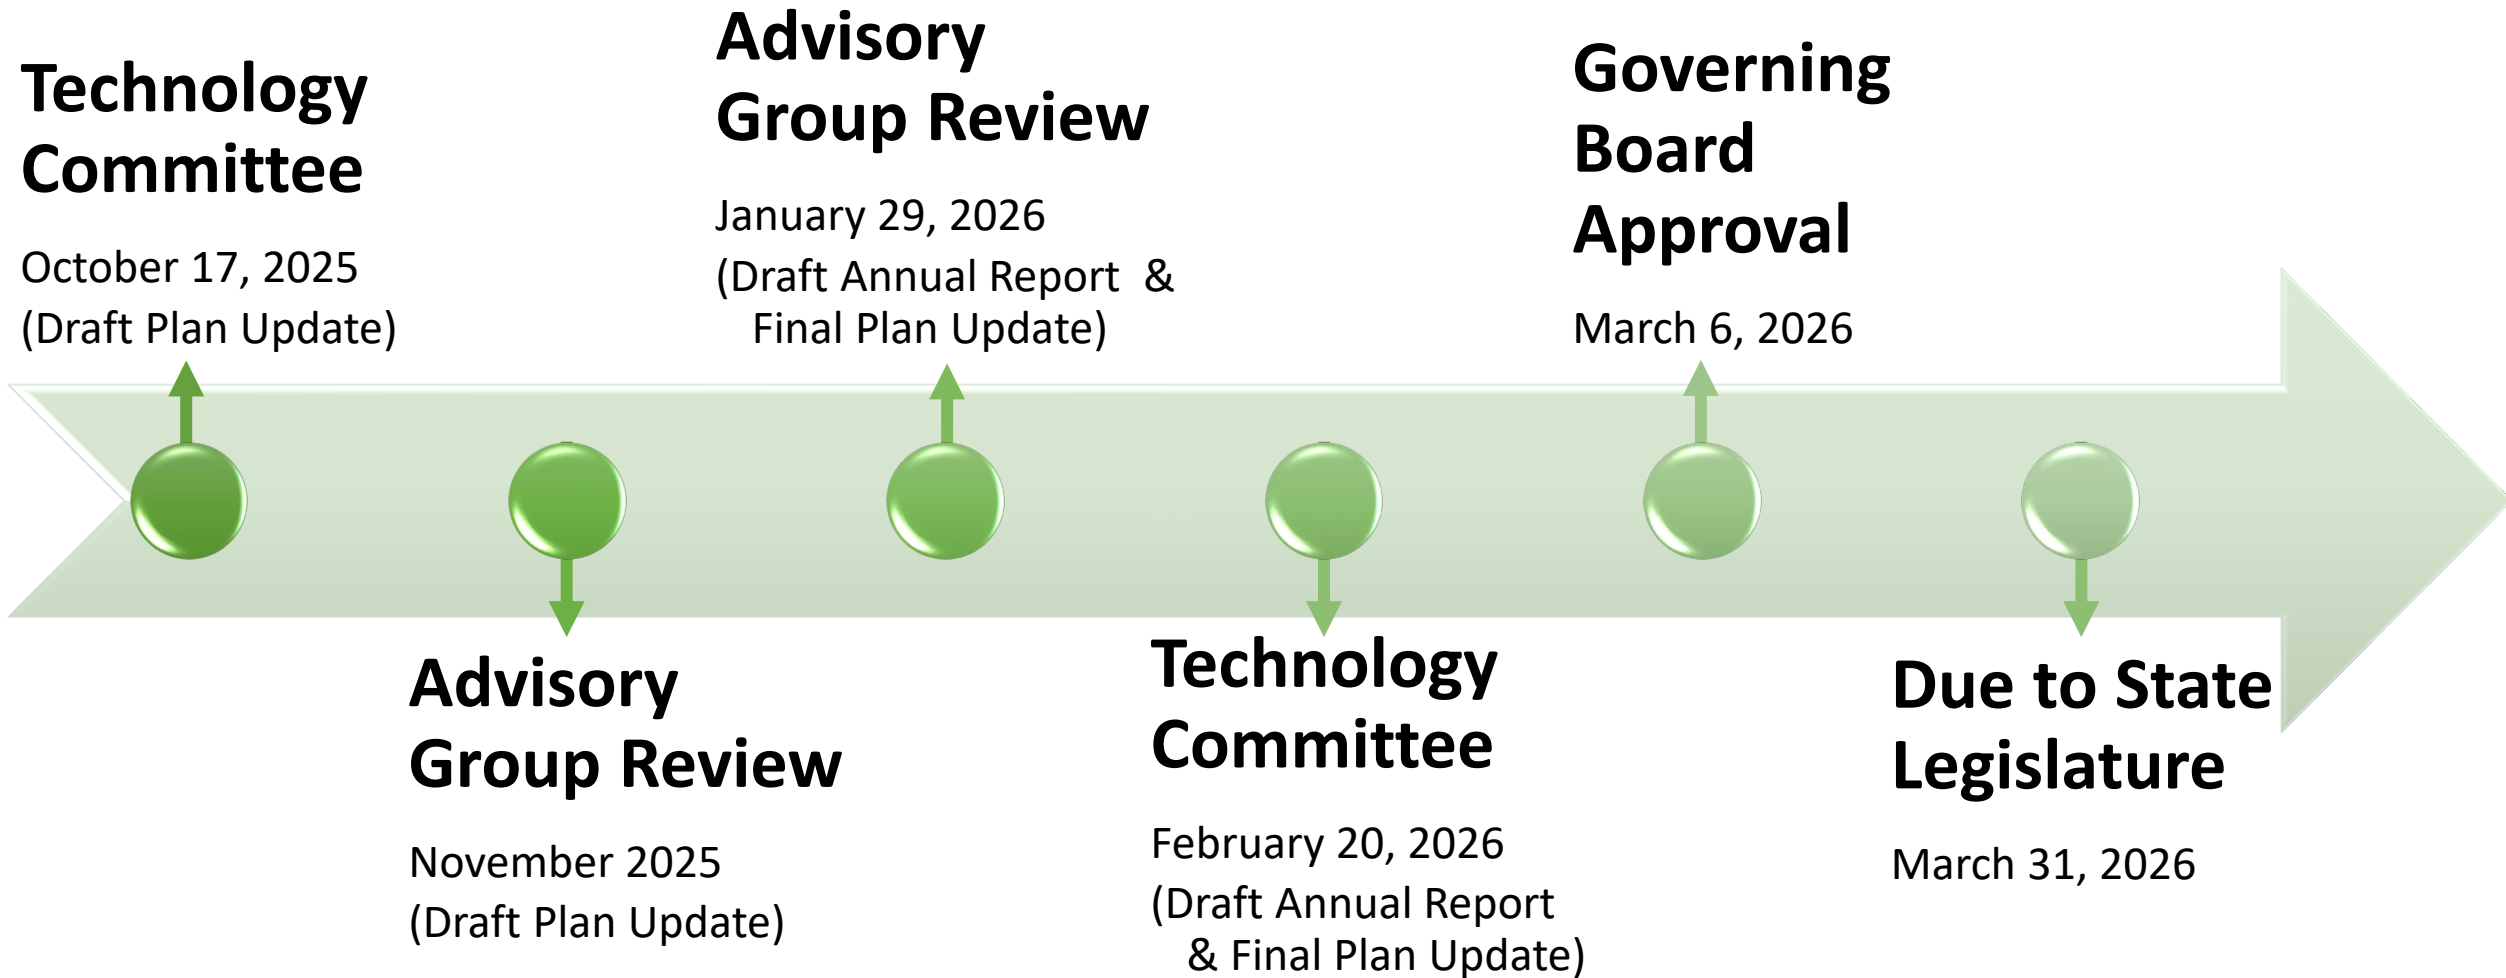 Technology
Committee
October 17, 2025
(Draft Plan Update)
Advisory
Group Review
November 2025
(Draft Plan Update)
Advisory
Group Review
January 29, 2026
(Draft Annual Report &
Final Plan Update)
Technology
Committee
February 20, 2026
(Draft Annual Report
& Final Plan Update)
Governing
Board
Approval
March 6, 2026
Due to State
Legislature
March 31, 2026